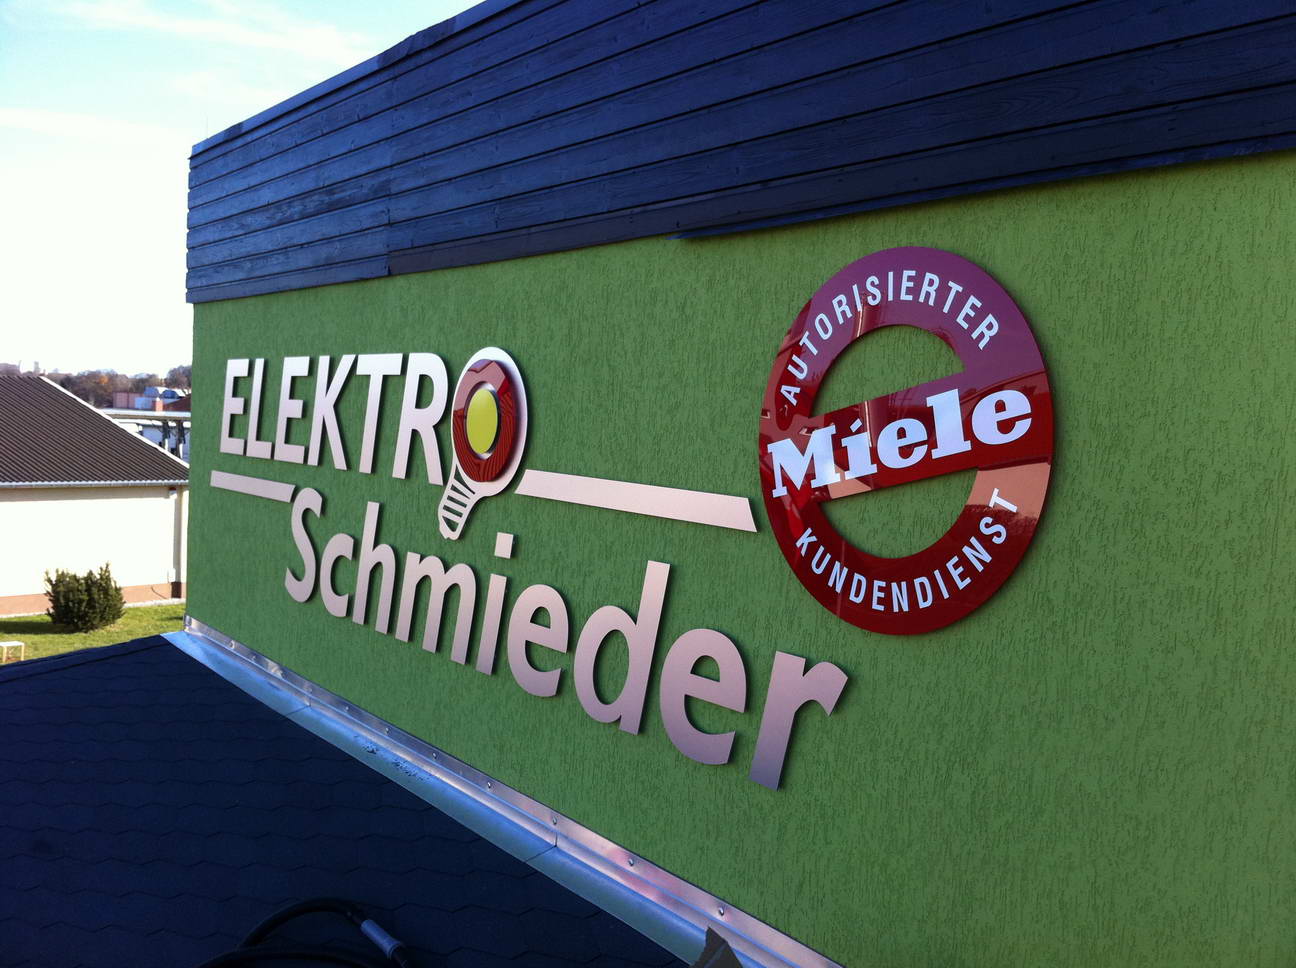 ELEKTRO
Schmieder
AUTORISIERTER
Miele
KUNDENDIENST